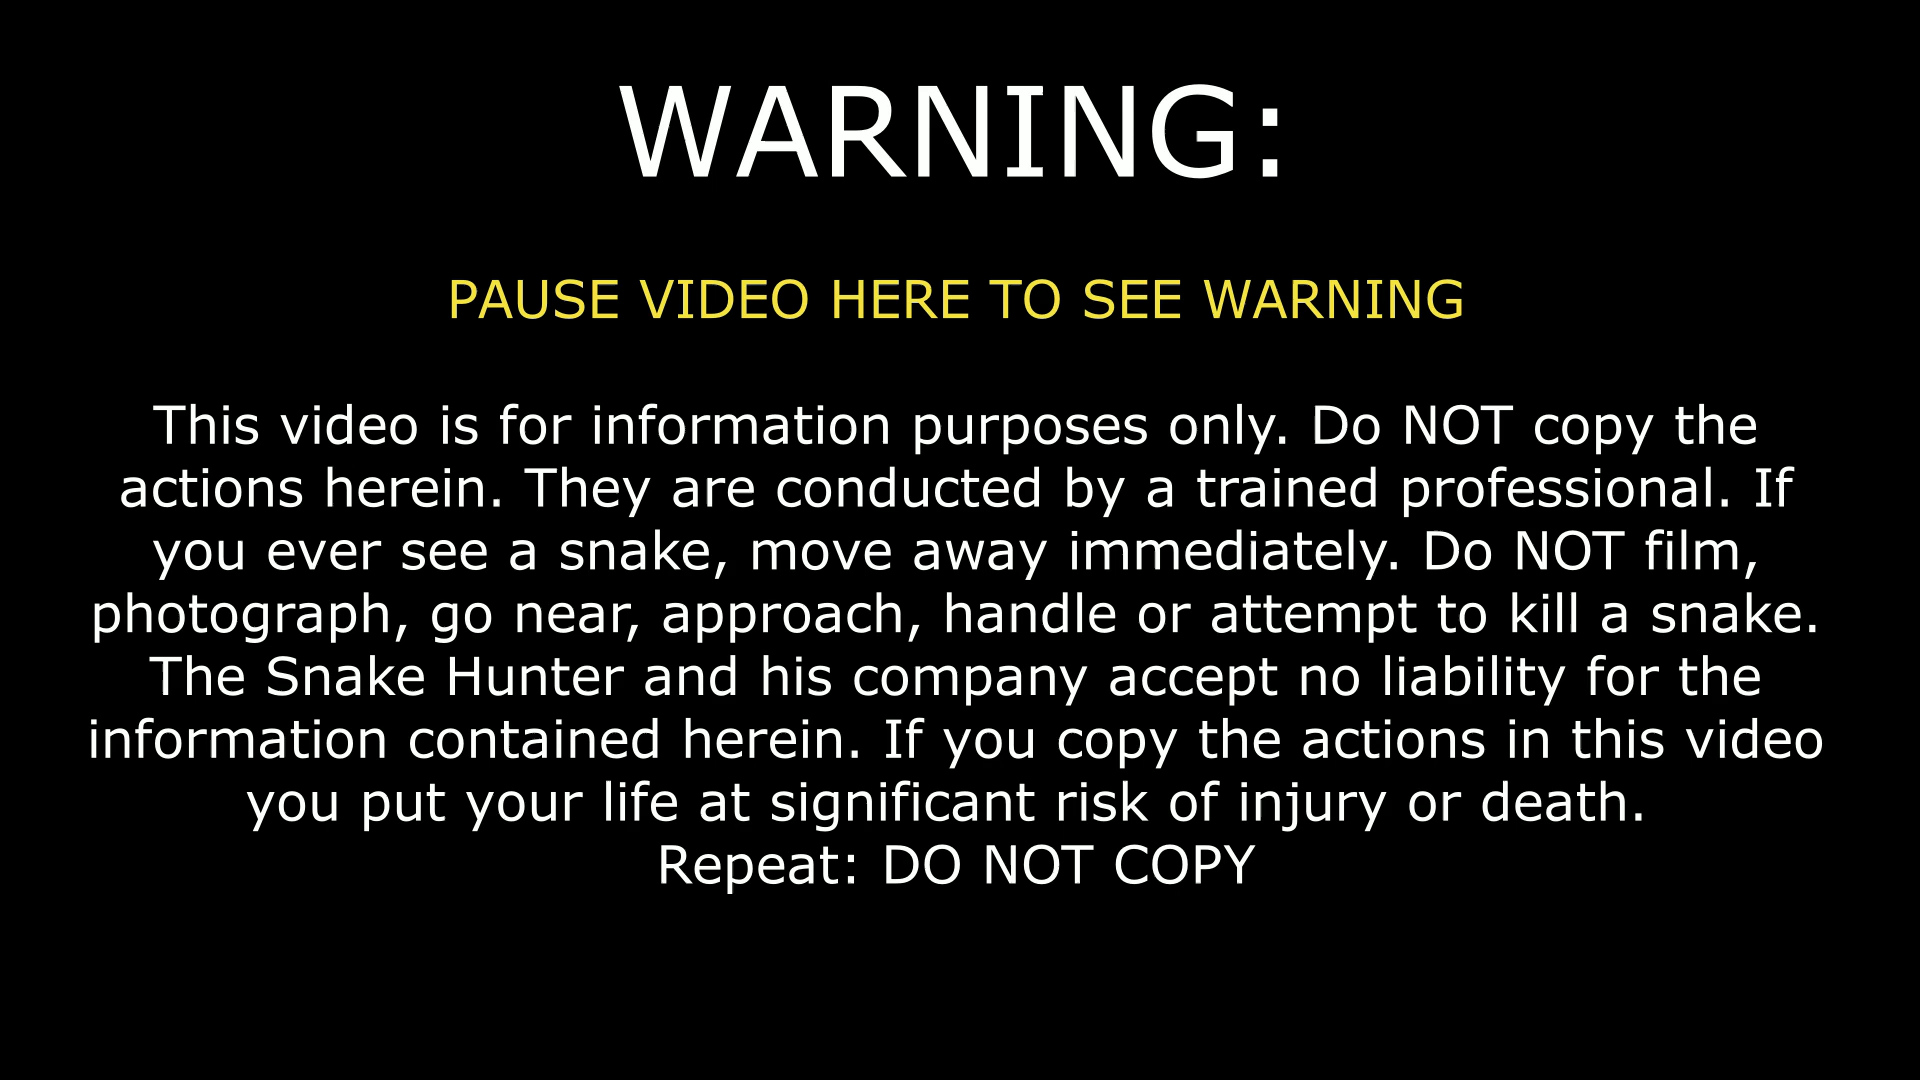 WARNING:
PAUSE VIDEO HERE TO SEE WARNING
This video is for information purposes only. Do NOT copy the
actions herein. They are conducted by a trained professional. If
you ever see a snake, move away immediately. Do NOT film,
photograph, go near, approach, handle or attempt to kill a snake.
The Snake Hunter and his company accept no liability for the
information contained herein. If you copy the actions in this video
you put your life at significant risk of injury or death.
Repeat: DO NOT COPY